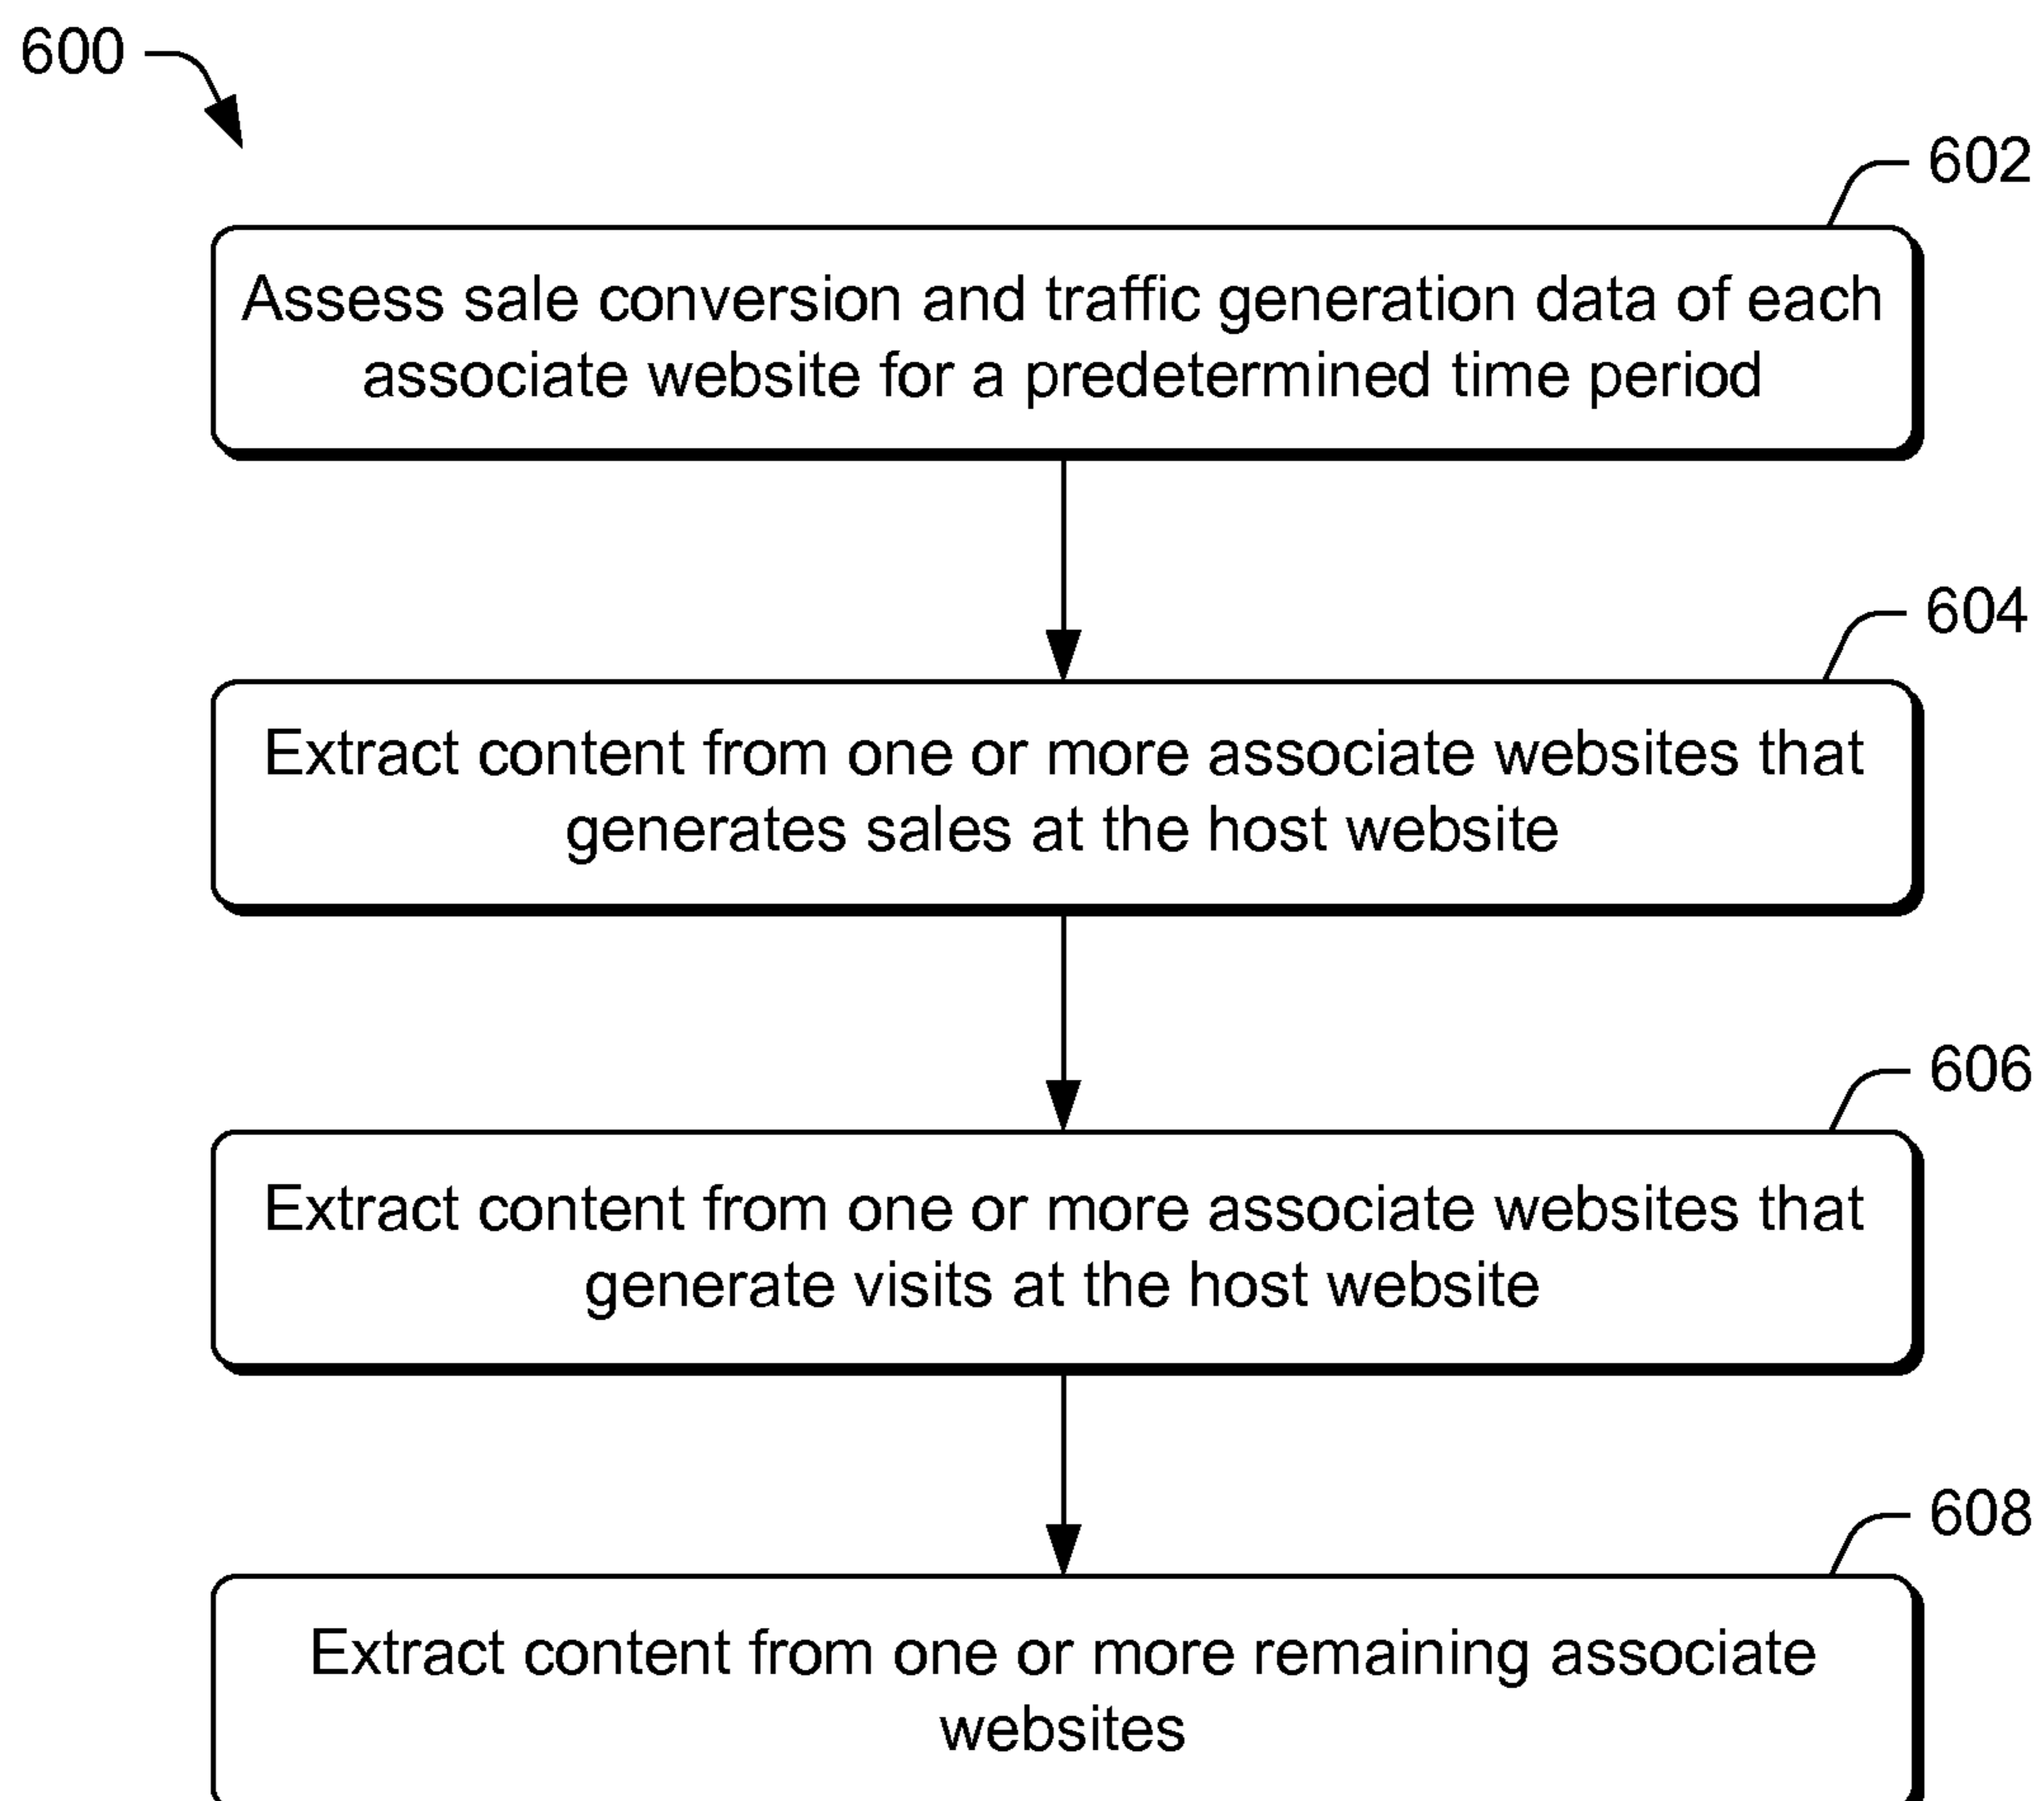 600
602
Assess sale conversion and traffic generation data of each
associate website for a predetermined time period
604
Extract content from one or more associate websites that
generates sales at the host website
606
Extract content from one or more associate websites that
generate visits at the host website
608
Extract content from one or more remaining associate
websites